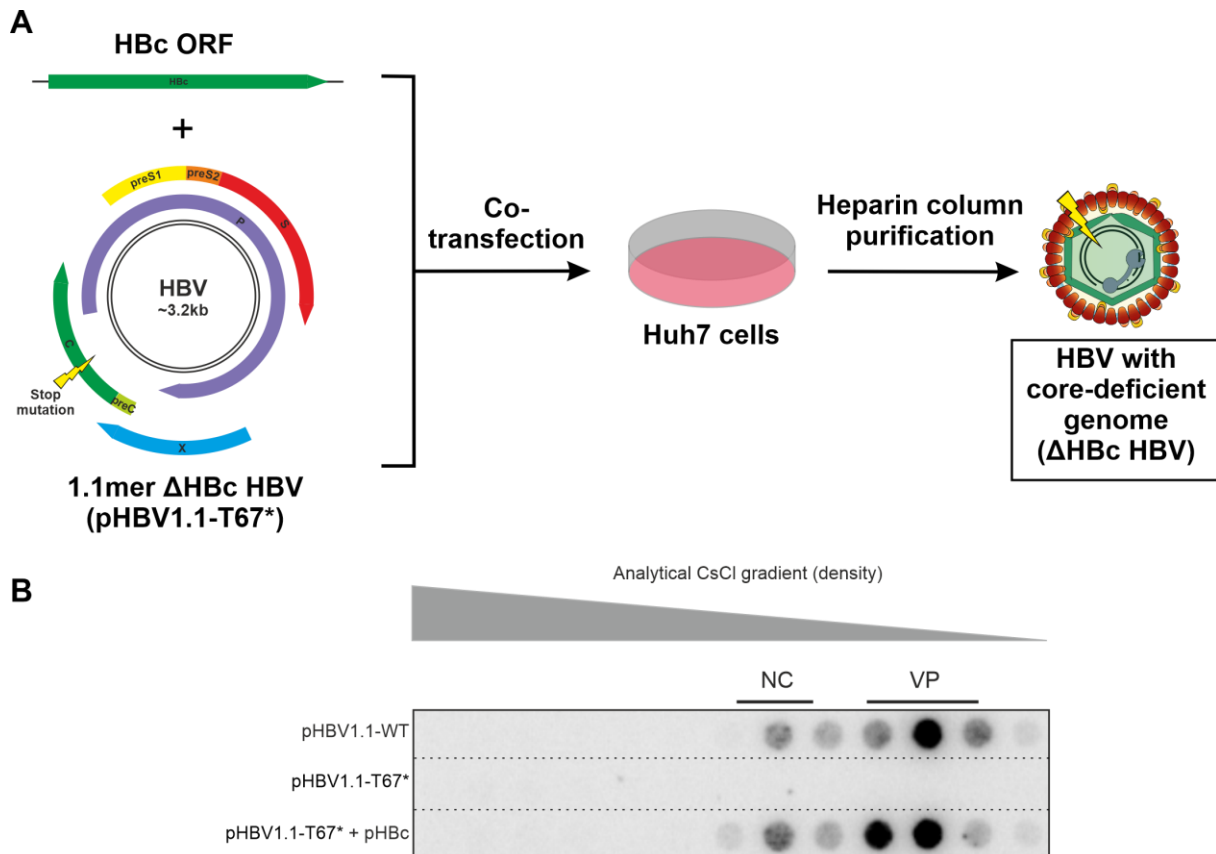 A
HBc ORF
HBc
+
preS1
preS2
S
P
HBV
~3.2kb
C
Stop
mutation
preC
X
1.1mer ΔHBc HBV
(pHBV1.1-T67*)
Co-
transfection
Huh7 cells
Heparin column
purification
HBV with
core-deficient
genome
(ΔHBc HBV)
B
Analytical CsCl gradient (density)
NC
VP
pHBV1.1-WT
pHBV1.1-T67*
pHBV1.1-T67* + pHBc